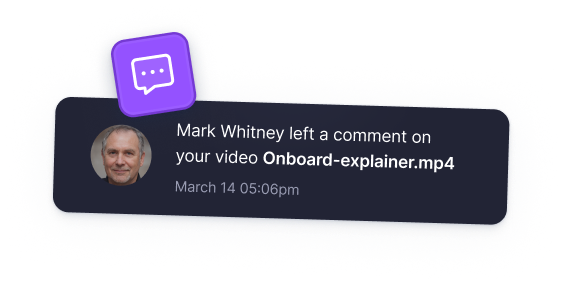 Mark Whitney left a comment on
your video Onboard-explainer.mp4
March 14 05:06pm